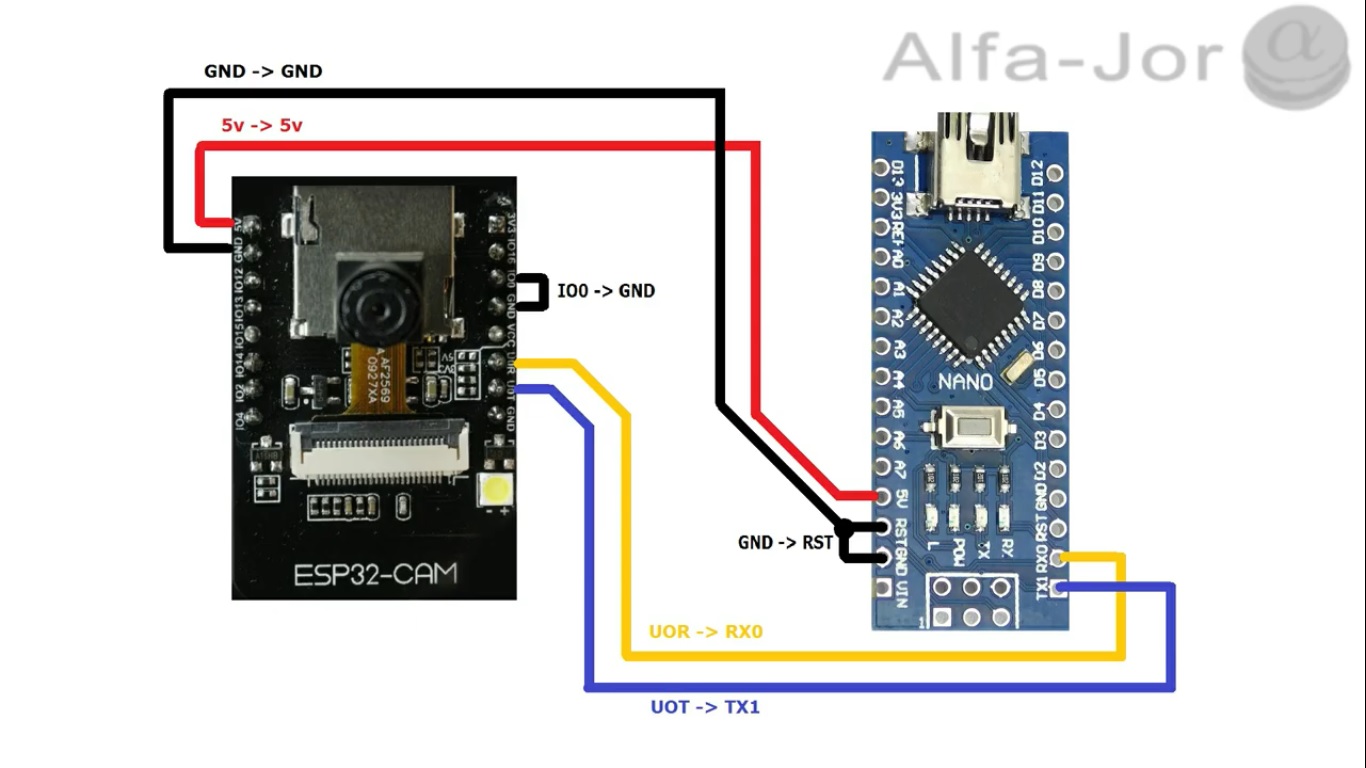 Alfa-Jor
α
GND -> GND
5v -> 5v
IO0 -> GND
GND -> RST
UOR -> RX0
UOT -> TX1
5V
GND
IO12
IO13
IO15
IO14
IO2
IO4
3V3
IO16
IO0
GND
VCC
UOR
UOT
GND
AF2569
0927XA
ESP32-CAM
- +
D13
3V3
REF
A0
A1
A2
A3
A4
A5
A6
A7
5V
RST
GND
VIN
D12
D11
D10
D9
D8
D7
D6
D5
D4
D3
D2
GND
RST
RX0
TX1
NANO
L
POW
TX
RX
1